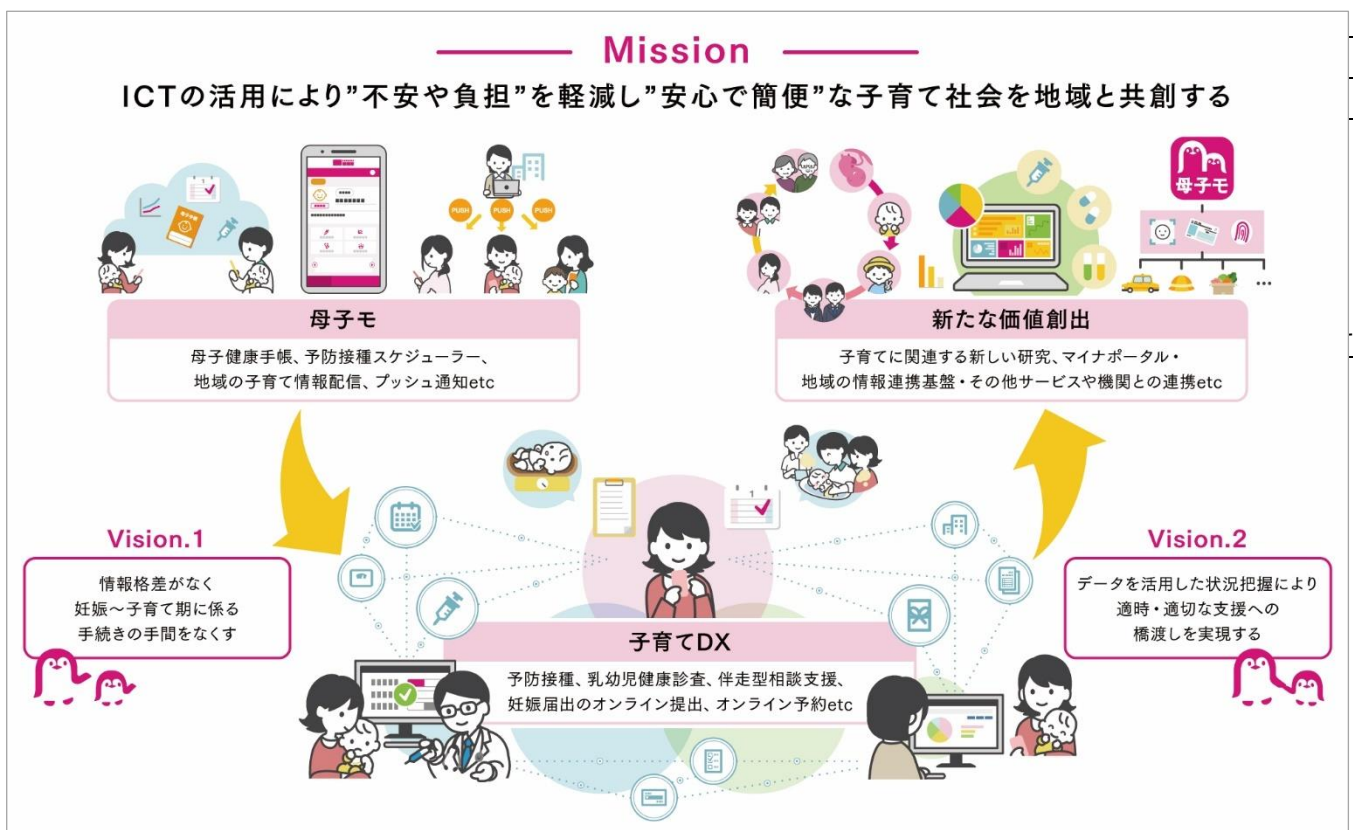 Mission
ICTの活用により”不安や負担”を軽減し”安心で簡便”な子育て社会を地域と共創する
PUSH PUSH PUSH
母子手帳
1
母子モ
母子モ
母子健康手帳、予防接種スケジューラー、
地域の子育て情報配信、プッシュ通知etc
新たな価値創出
子育てに関連する新しい研究、マイナポータル・
地域の情報連携基盤・その他サービスや機関との連携etc
…
1
Vision.1
情報格差がなく
妊娠〜子育て期に係る
手続きの手間をなくす
Vision.2
データを活用した状況把握により
適時・適切な支援への
橋渡しを実現する
子育てDX
予防接種、乳幼児健康診査、伴走型相談支援、
妊娠届出のオンライン提出、オンライン予約etc